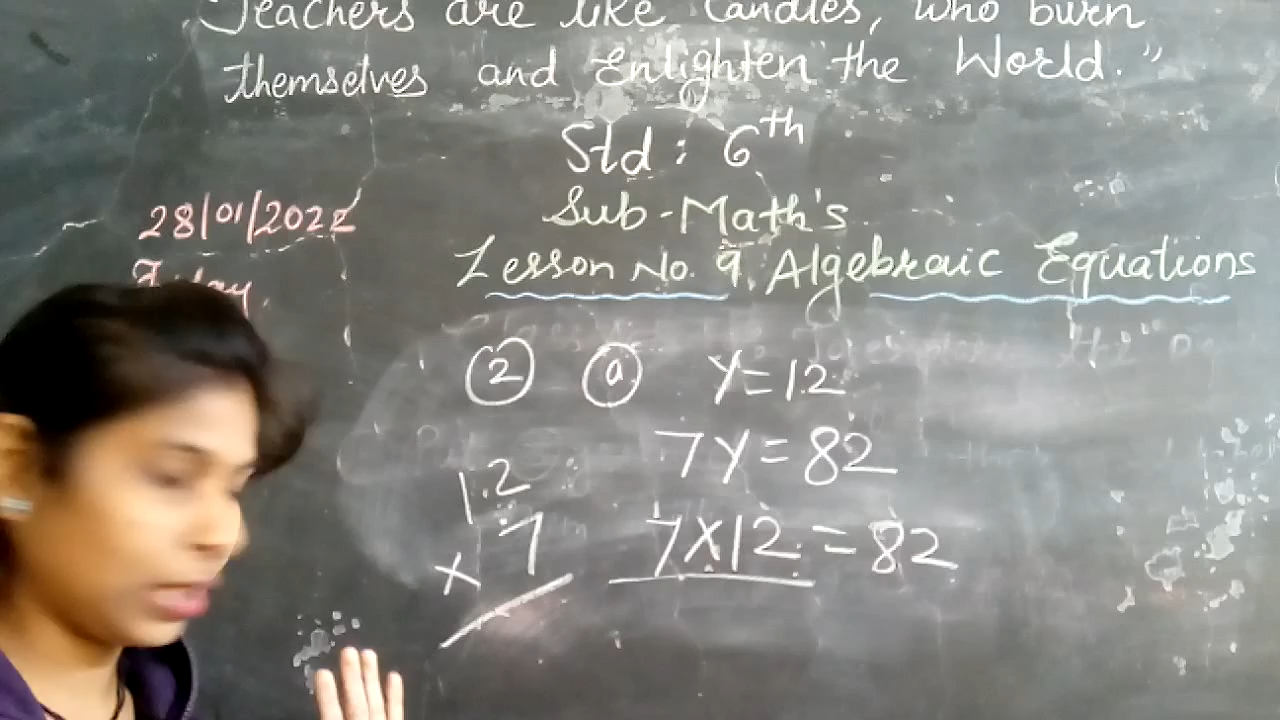 Teachers are like Candles, who burn
themselves and Enlighten the World."
Std : 6th
Sub - Math's
28/01/2022
Lesson No. 9. Algebraic Equations
② ⓐ y = 12
7y = 82
12
× 7
7×12 = 82